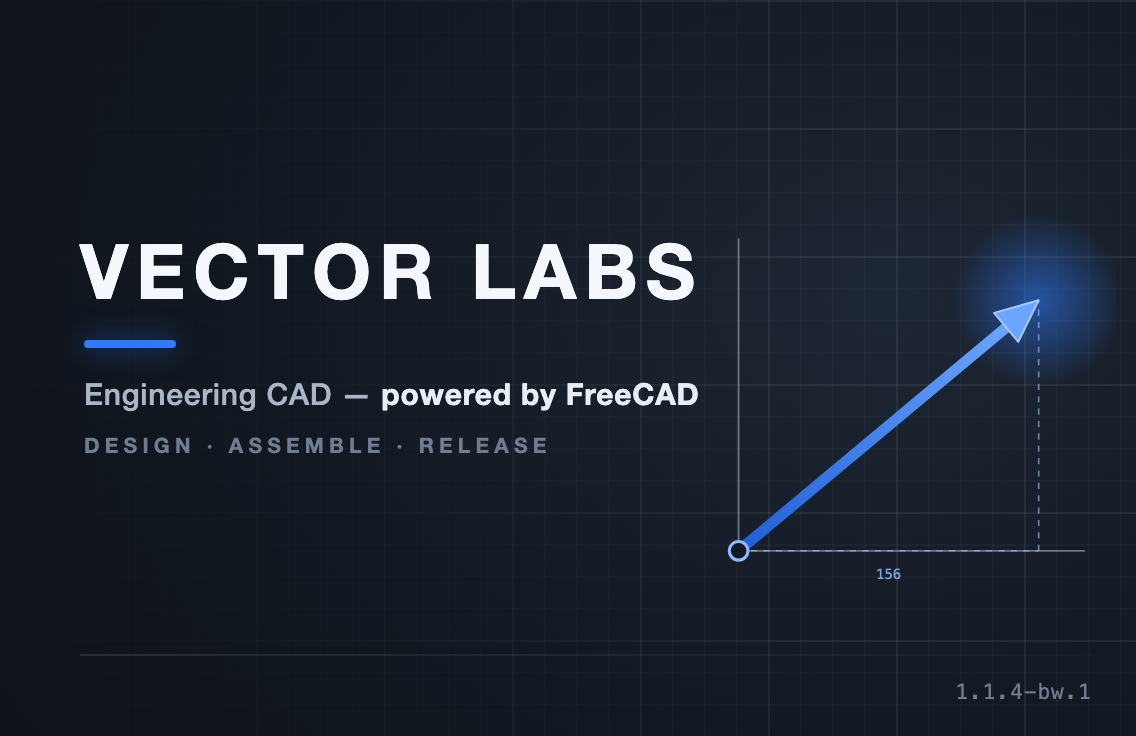 VECTOR LABS
Engineering CAD — powered by FreeCAD
DESIGN · ASSEMBLE · RELEASE
156
1.1.4-bw.1